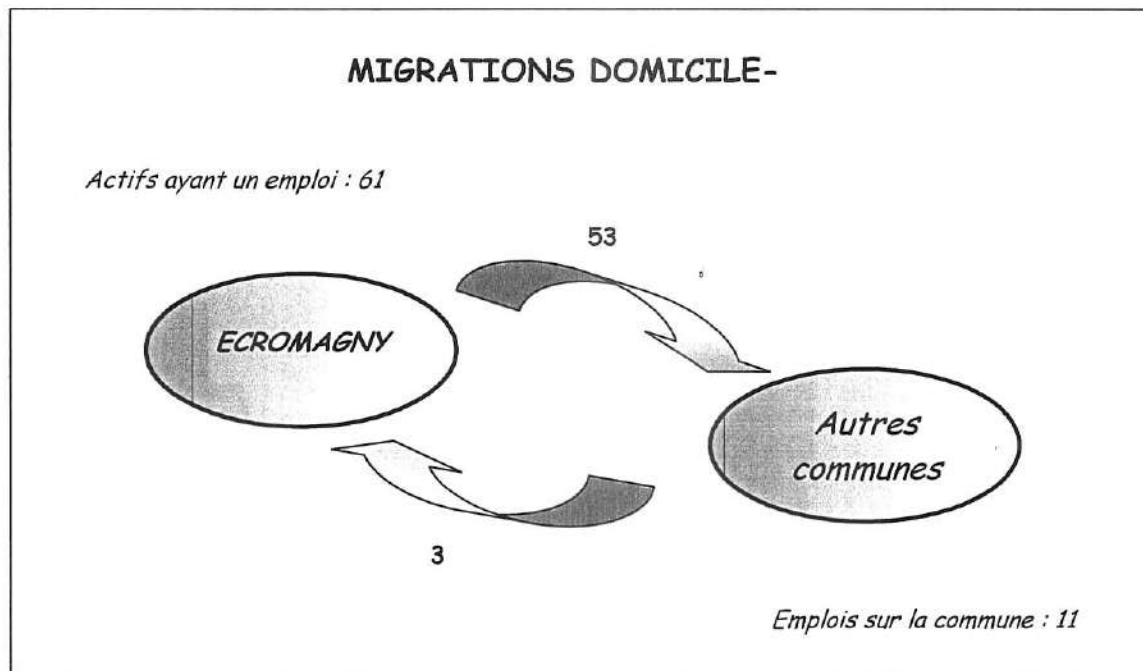 MIGRATIONS DOMICILE-
Actifs ayant un emploi : 61
53
ECROMAGNY
Autres
communes
3
Emplois sur la commune : 11